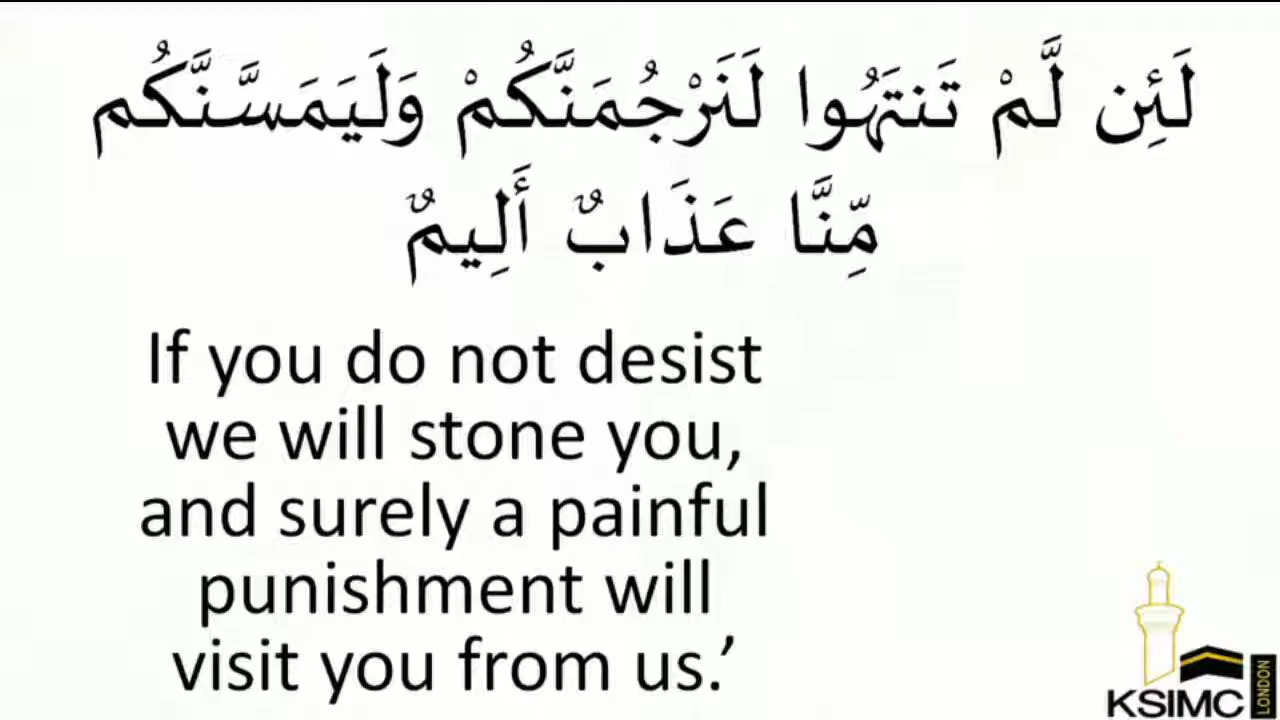 لَئِن لَّمْ تَنتَهُوا لَنَرْجُمَنَّكُمْ وَلَيَمَسَّنَّكُم
مِّنَّا عَذَابٌ أَلِيمٌ
If you do not desist
we will stone you,
and surely a painful
punishment will
visit you from us.’
KSIMC
LONDON